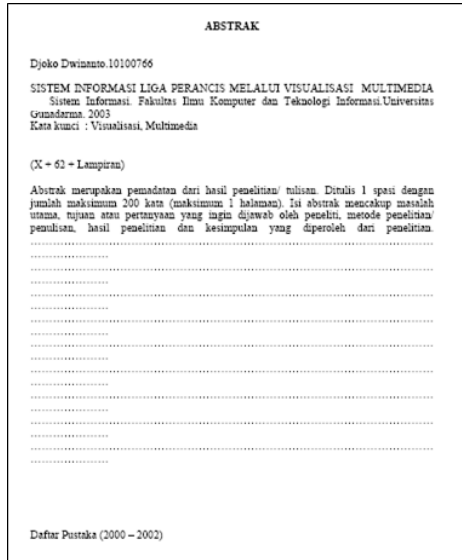 ABSTRAK
Djoko Dwinanto.10100766
SISTEM INFORMASI LIGA PERANCIS MELALUI VISUALISASI MULTIMEDIA
Sistem Informasi. Fakultas Ilmu Komputer dan Teknologi Informasi.Universitas
Gunadarma. 2003
Kata kunci : Visualisasi, Multimedia
(X + 62 + Lampiran)
Abstrak merupakan pemadatan dari hasil penelitian/ tulisan. Ditulis 1 spasi dengan
jumlah maksimum 200 kata (maksimum 1 halaman). Isi abstrak mencakup masalah
utama, tujuan atau pertanyaan yang ingin dijawab oleh peneliti, metode penelitian/
penulisan, hasil penelitian dan kesimpulan yang diperoleh dari penelitian.
Daftar Pustaka (2000 – 2002)